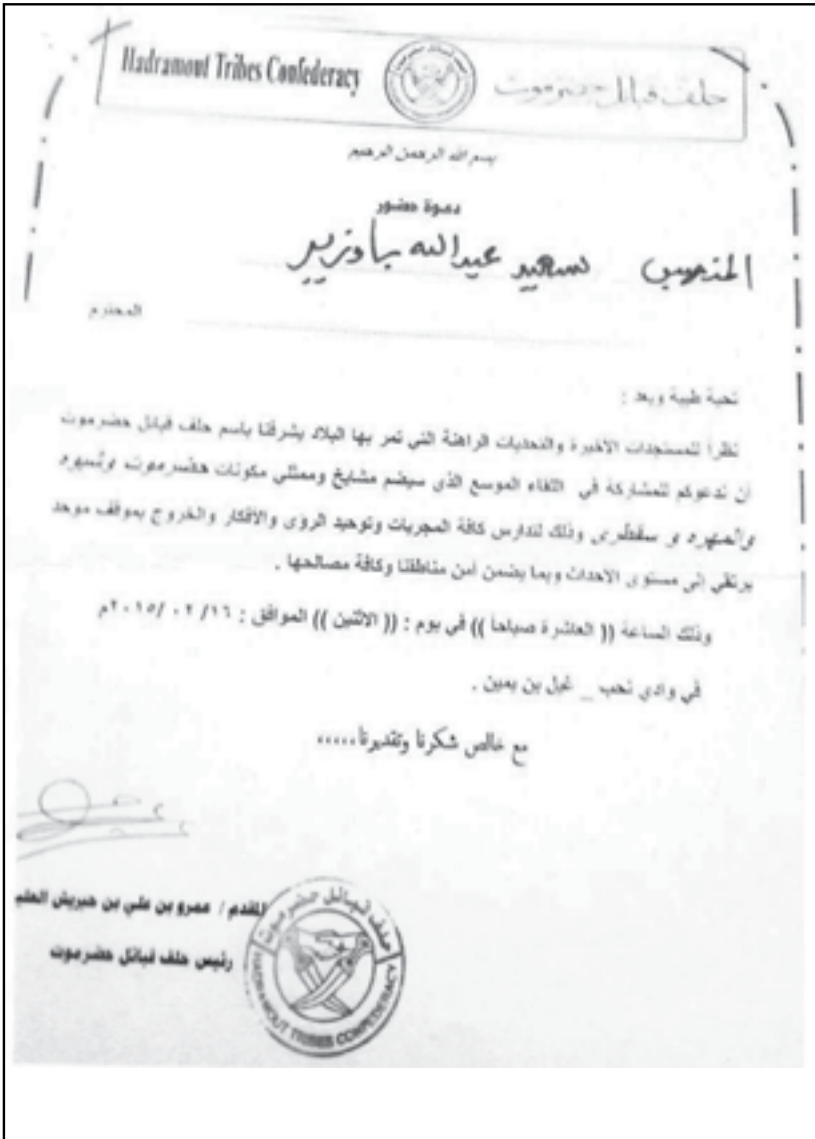 Hadramout Tribes Confederacy
حلف قبائل حضرموت
بسم الله الرحمن الرحيم
دعوة حضور
سعيد عبدالله باوزير
المحترم
تحية طيبة وبعد :
نظراً للمستجدات الأخيرة والتحديات الراهنة التي تمر بها البلاد يشرفنا باسم حلف قبائل حضرموت
أن ندعوكم للمشاركة في اللقاء الموسع الذي سيضم مشايخ وممثلي مكونات حضرموت وشبوه
والمهره و سقطرى وذلك لتدارس كافة المجريات وتوحيد الرؤى والأفكار والخروج بموقف موحد
يرتقي إلى مستوى الأحداث وبما يضمن أمن مناطقنا وكافة مصالحها .
وذلك الساعة (( العاشرة صباحاً )) في يوم : (( الاثنين )) الموافق : ١٦/ ٠٢ /٢٠١٥م
في وادي نحب _ غيل بن يمين .
مع خالص شكرنا وتقديرنا.....
المقدم / عمرو بن علي بن حبريش العلي
رئيس حلف قبائل حضرموت
حلف قبائل حضرموت
HADRAMOUT TRIBES CONFEDERACY